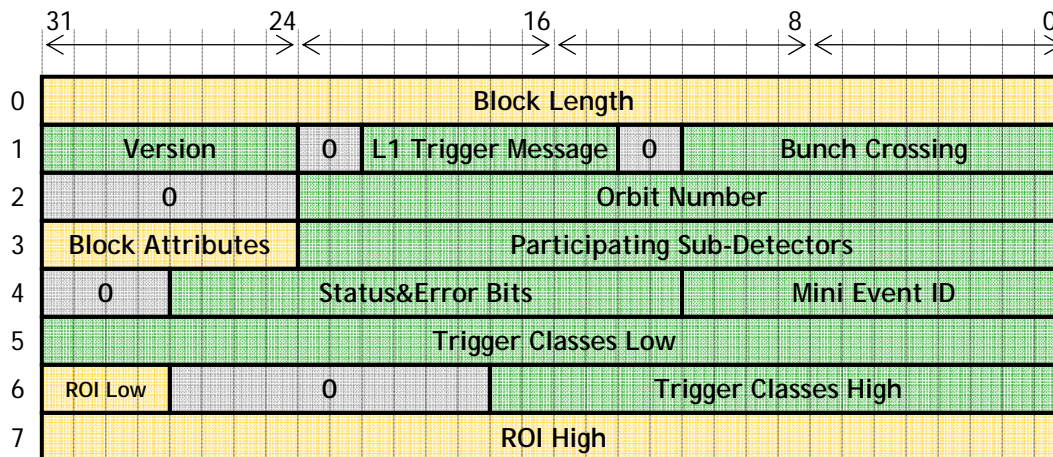 31 24 16 8 0
0 Block Length
1 Version 0 L1 Trigger Message 0 Bunch Crossing
2 0 Orbit Number
3 Block Attributes Participating Sub-Detectors
4 0 Status&Error Bits Mini Event ID
5 Trigger Classes Low
6 ROI Low 0 Trigger Classes High
7 ROI High